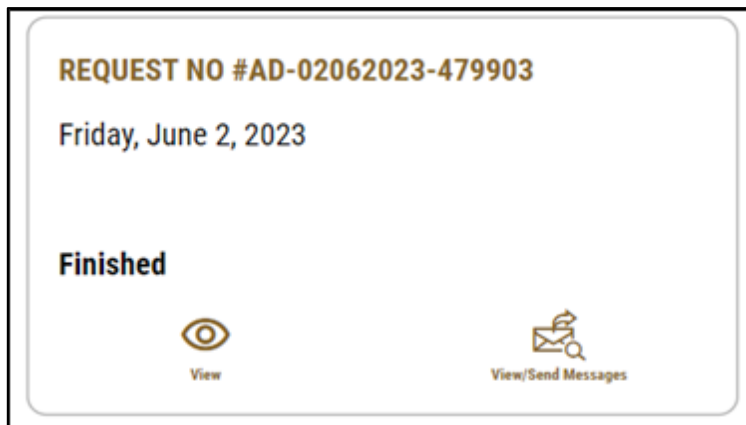 REQUEST NO #AD-02062023-479903
Friday, June 2, 2023
Finished
View
View/Send Messages